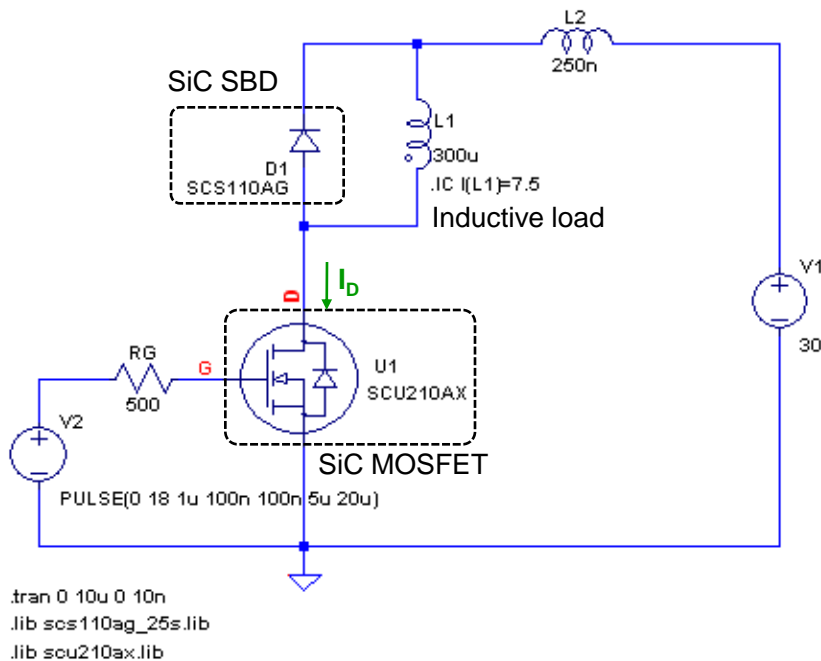 L2
250n
SiC SBD
D1
SCS110AG
L1
300u
.IC I(L1)=7.5
Inductive load
V1
30
D
ID
RG
500
G
U1
SCU210AX
V2
SiC MOSFET
PULSE(0 18 1u 100n 100n 5u 20u)
.tran 0 10u 0 10n
.lib scs110ag_25s.lib
.lib scu210ax.lib